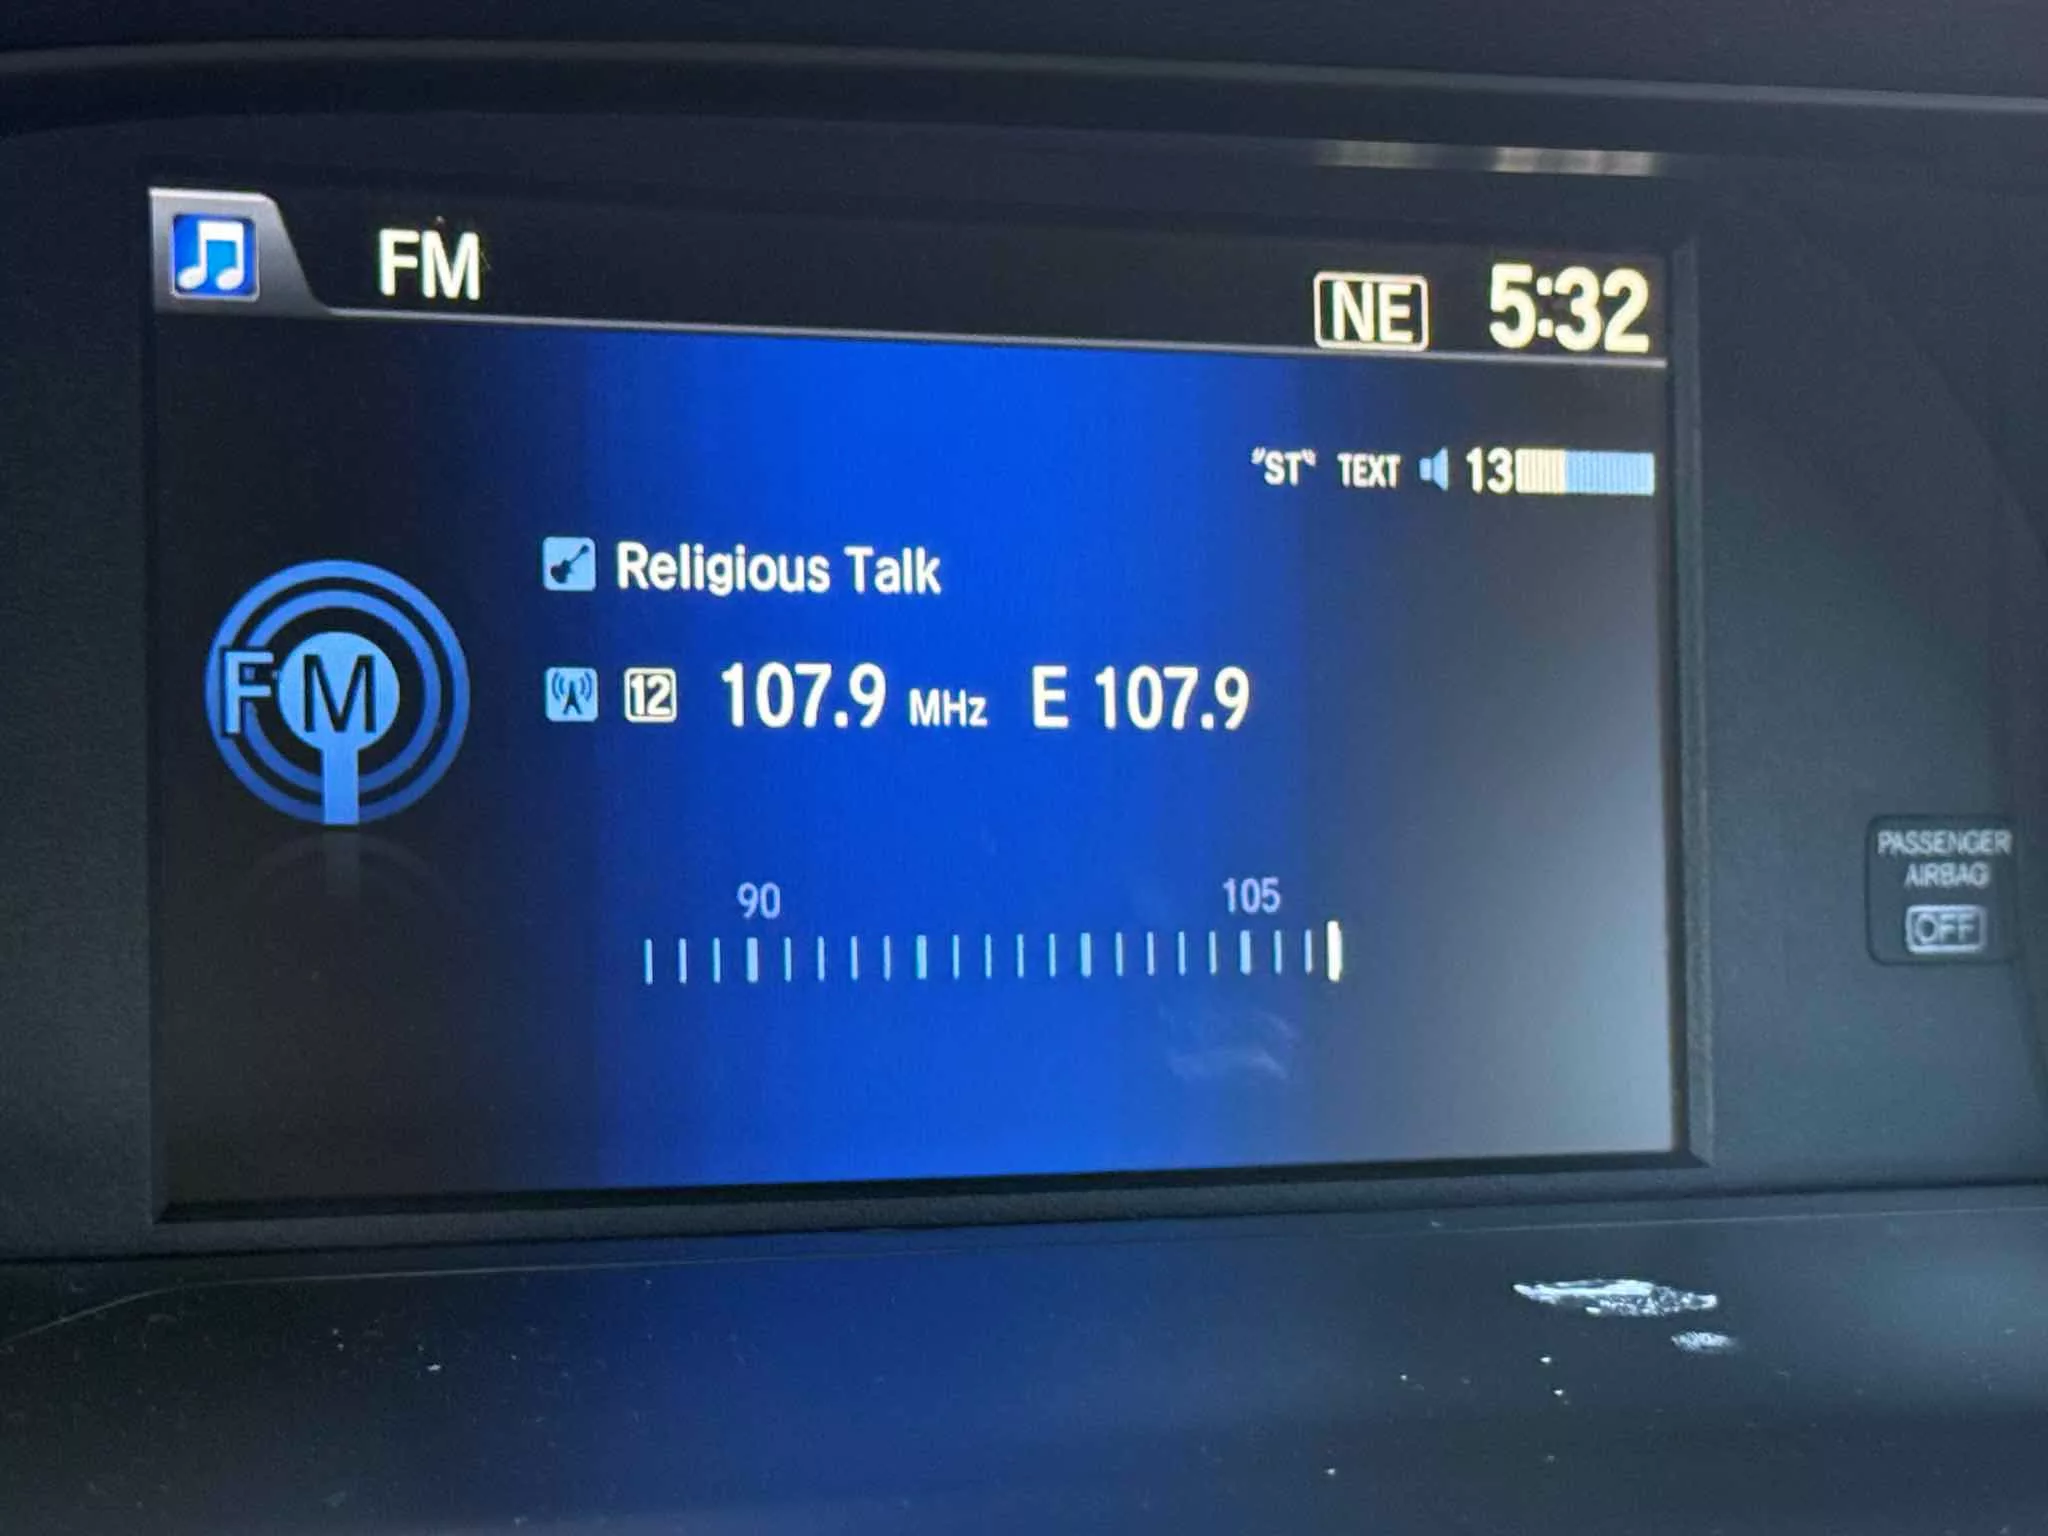 FM
NE 5:32
"ST" TEXT 13
Religious Talk
FM
12 107.9 MHz E 107.9
90 105
PASSENGER
AIRBAG
OFF